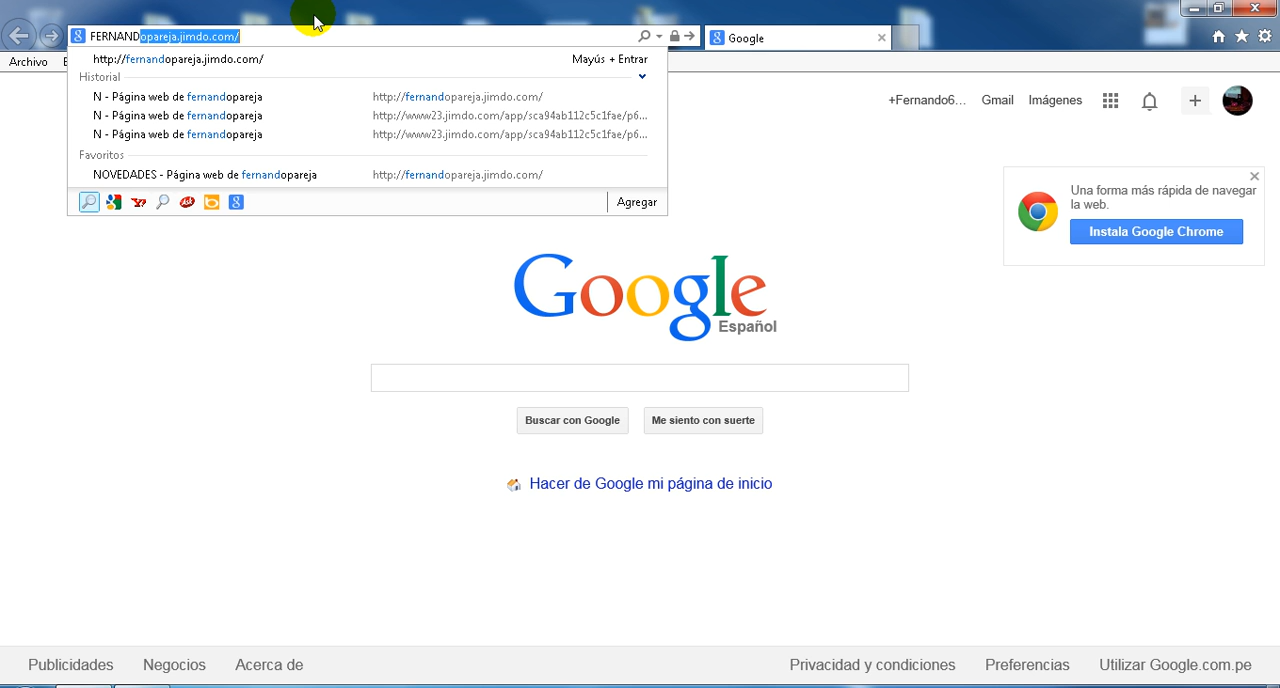 FERNANDopareja.jimdo.com/
Google
Archivo
http://fernandopareja.jimdo.com/ Mayús + Entrar
Historial
N - Página web de fernandopareja http://fernandopareja.jimdo.com/
N - Página web de fernandopareja http://www23.jimdo.com/app/sca94ab112c5c1fae/p6...
N - Página web de fernandopareja http://www23.jimdo.com/app/sca94ab112c5c1fae/p6...
Favoritos
NOVEDADES - Página web de fernandopareja http://fernandopareja.jimdo.com/
Agregar
+Fernando6... Gmail Imágenes
Una forma más rápida de navegar
la web.
Instala Google Chrome
Google
Español
Buscar con Google Me siento con suerte
Hacer de Google mi página de inicio
Publicidades Negocios Acerca de Privacidad y condiciones Preferencias Utilizar Google.com.pe